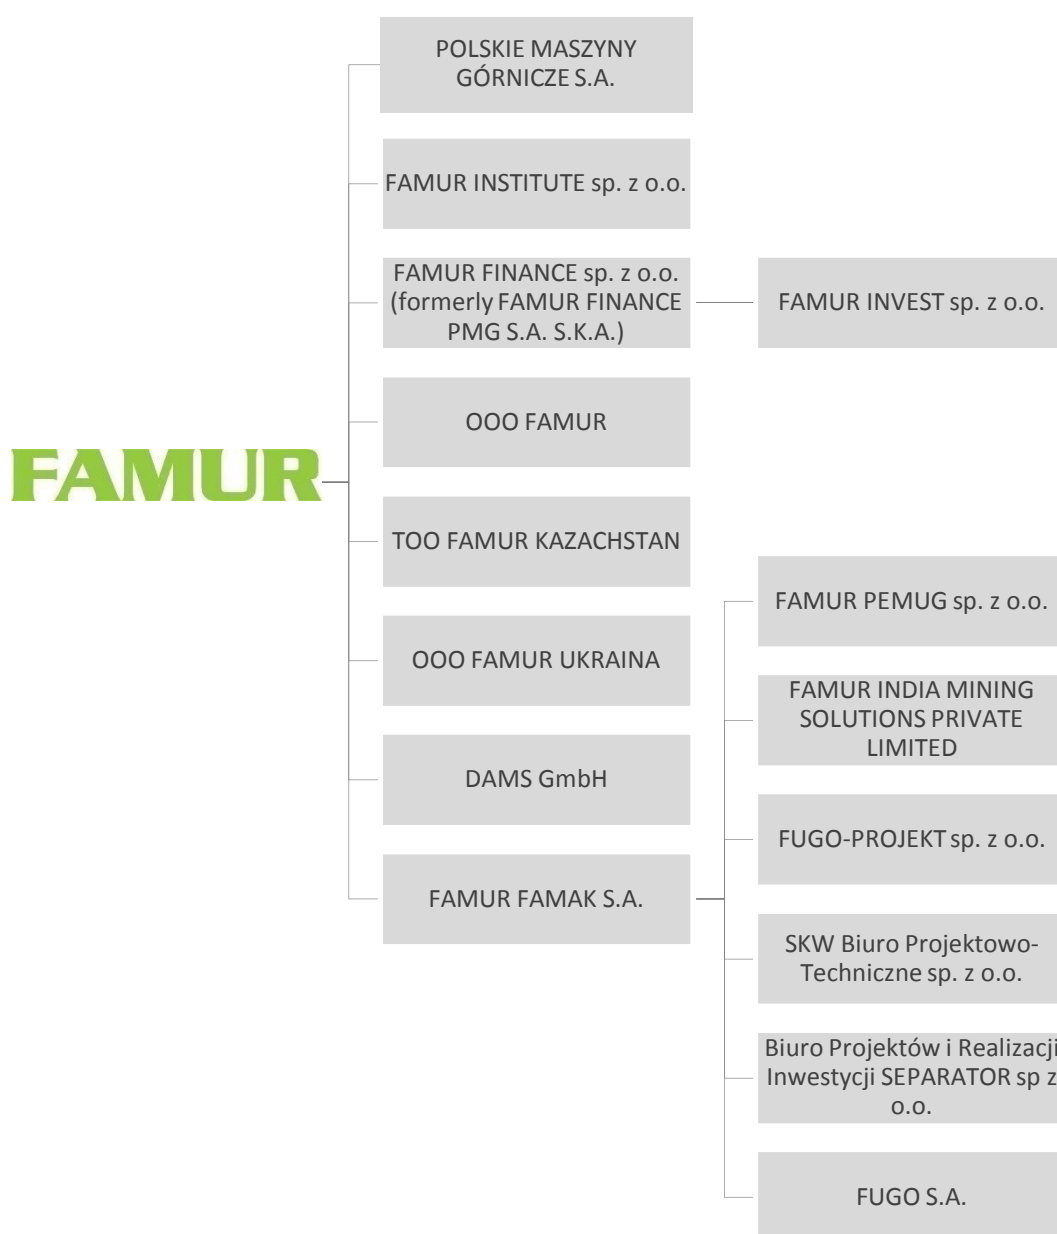 POLSKIE MASZYNY
GÓRNICZE S.A.
FAMUR INSTITUTE sp. z o.o.
FAMUR FINANCE sp. z o.o.
(formerly FAMUR FINANCE
PMG S.A. S.K.A.)
FAMUR INVEST sp. z o.o.
OOO FAMUR
FAMUR
TOO FAMUR KAZACHSTAN
OOO FAMUR UKRAINA
DAMS GmbH
FAMUR FAMAK S.A.
FAMUR PEMUG sp. z o.o.
FAMUR INDIA MINING
SOLUTIONS PRIVATE
LIMITED
FUGO-PROJEKT sp. z o.o.
SKW Biuro Projektowo-
Techniczne sp. z o.o.
Biuro Projektów i Realizacji
Inwestycji SEPARATOR sp z
o.o.
FUGO S.A.